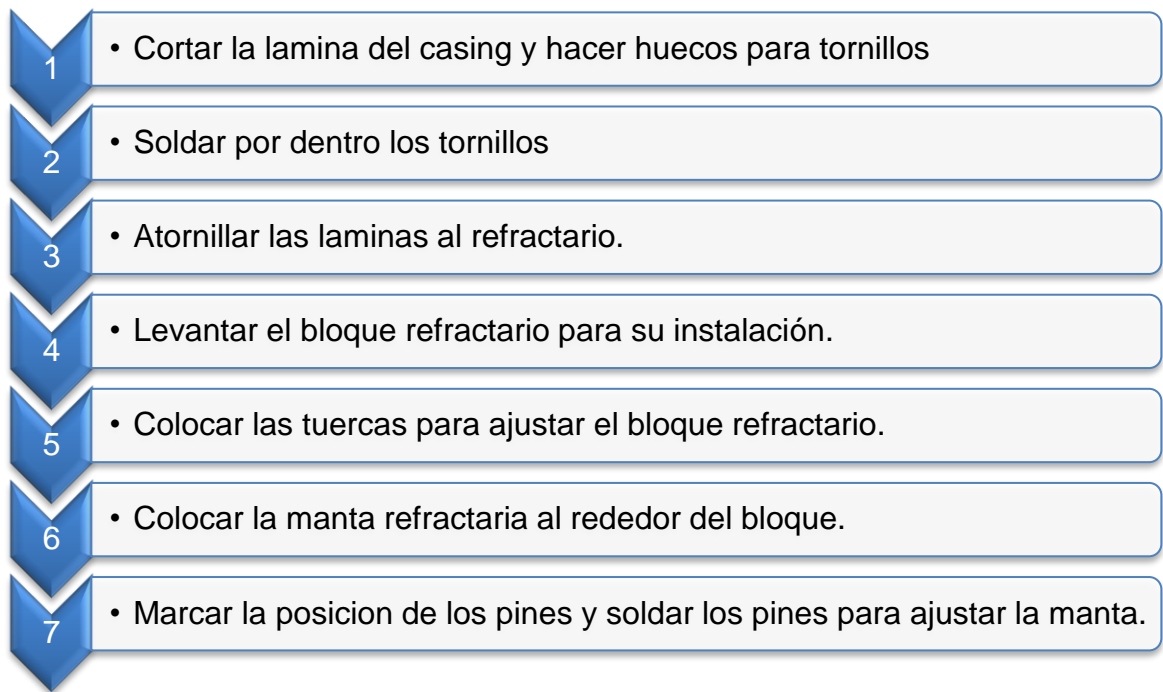 1 • Cortar la lamina del casing y hacer huecos para tornillos
2 • Soldar por dentro los tornillos
3 • Atornillar las laminas al refractario.
4 • Levantar el bloque refractario para su instalación.
5 • Colocar las tuercas para ajustar el bloque refractario.
6 • Colocar la manta refractaria al rededor del bloque.
7 • Marcar la posicion de los pines y soldar los pines para ajustar la manta.